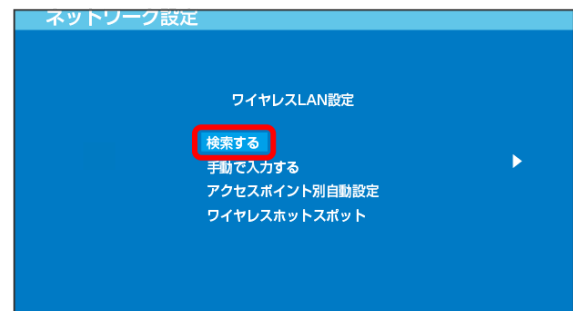 ネットワーク設定
ワイヤレスLAN設定
検索する
手動で入力する
アクセスポイント別自動設定
ワイヤレスホットスポット